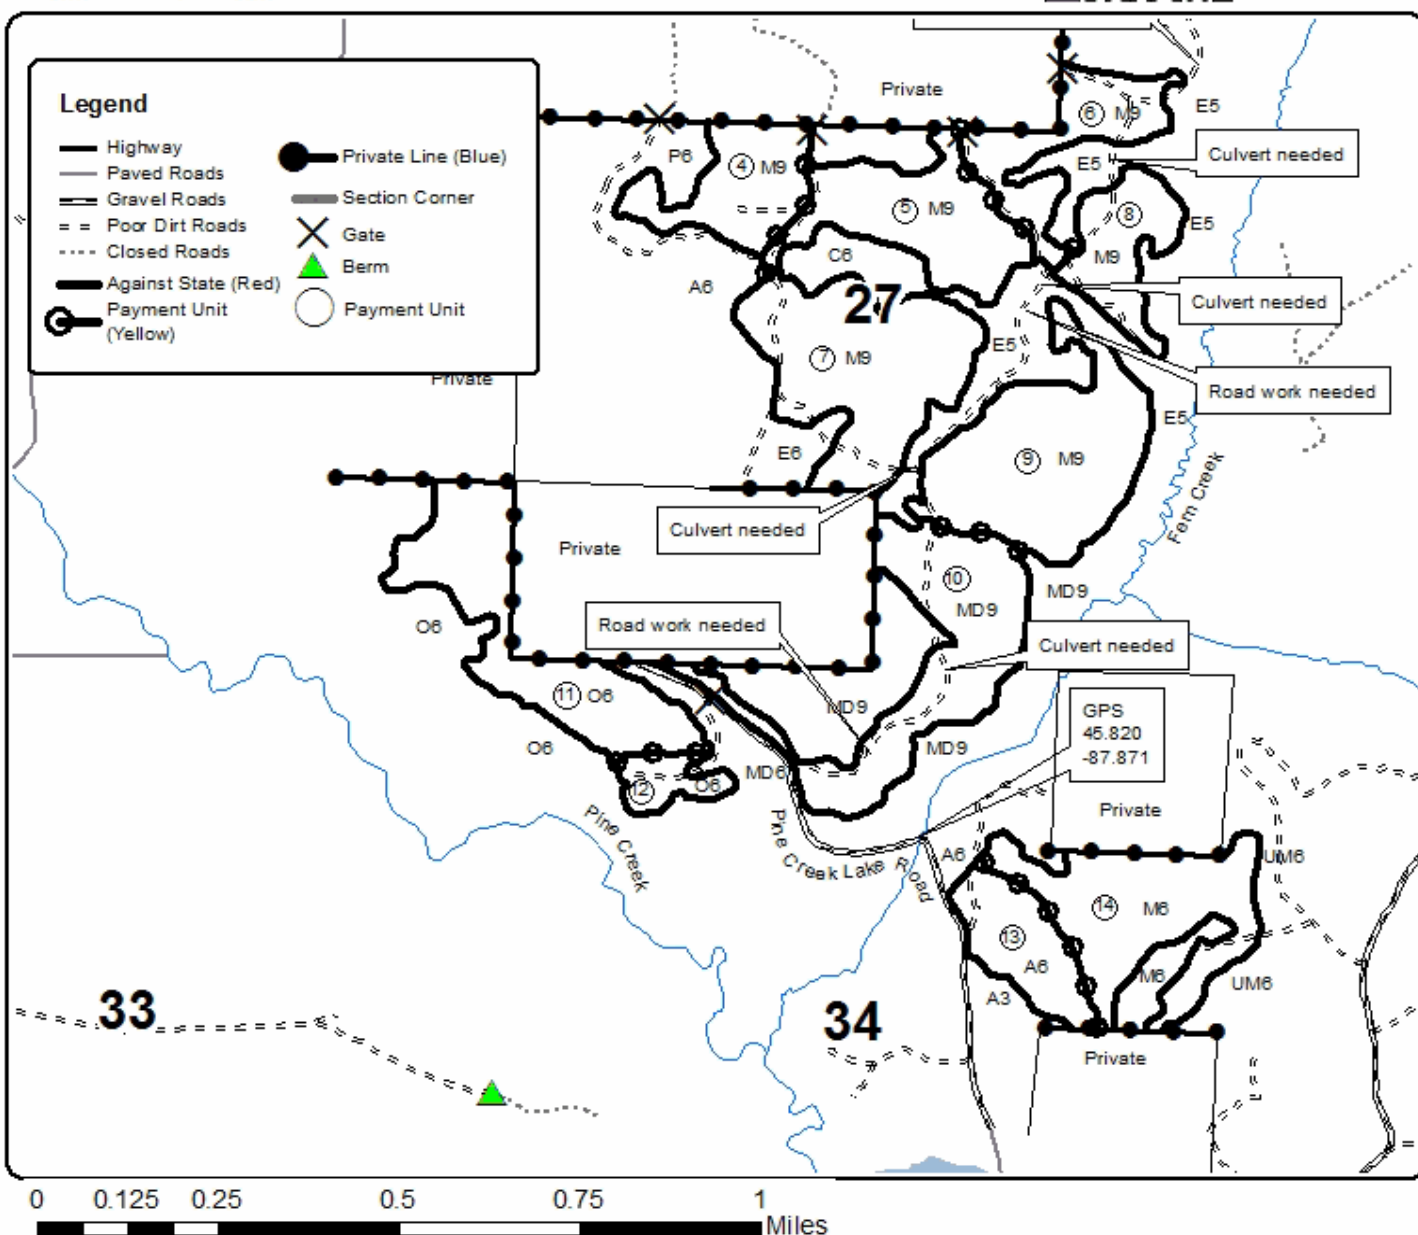 Legend
Highway
Paved Roads
Gravel Roads
Poor Dirt Roads
Closed Roads
Against State (Red)
Payment Unit
(Yellow)
Private Line (Blue)
Section Corner
Gate
Berm
Payment Unit
Private
Private
P6
4 M9
5 M9
6 M9
E5
Culvert needed
E5
8
E5
M9
C6
A6
27
Culvert needed
7 M9
E5
Road work needed
E5
E6
9 M9
Fern Creek
Culvert needed
Private
10
MD9
MD9
O6
Road work needed
Culvert needed
11 O6
MD9
GPS
45.820
-87.871
O6
MD9
MD6
12
O6
Private
Pine Creek
Pine Creek Lake Road
A6
UM6
14 M6
13
A6
M6
UM6
A3
33
34
Private
0 0.125 0.25 0.5 0.75 1
Miles